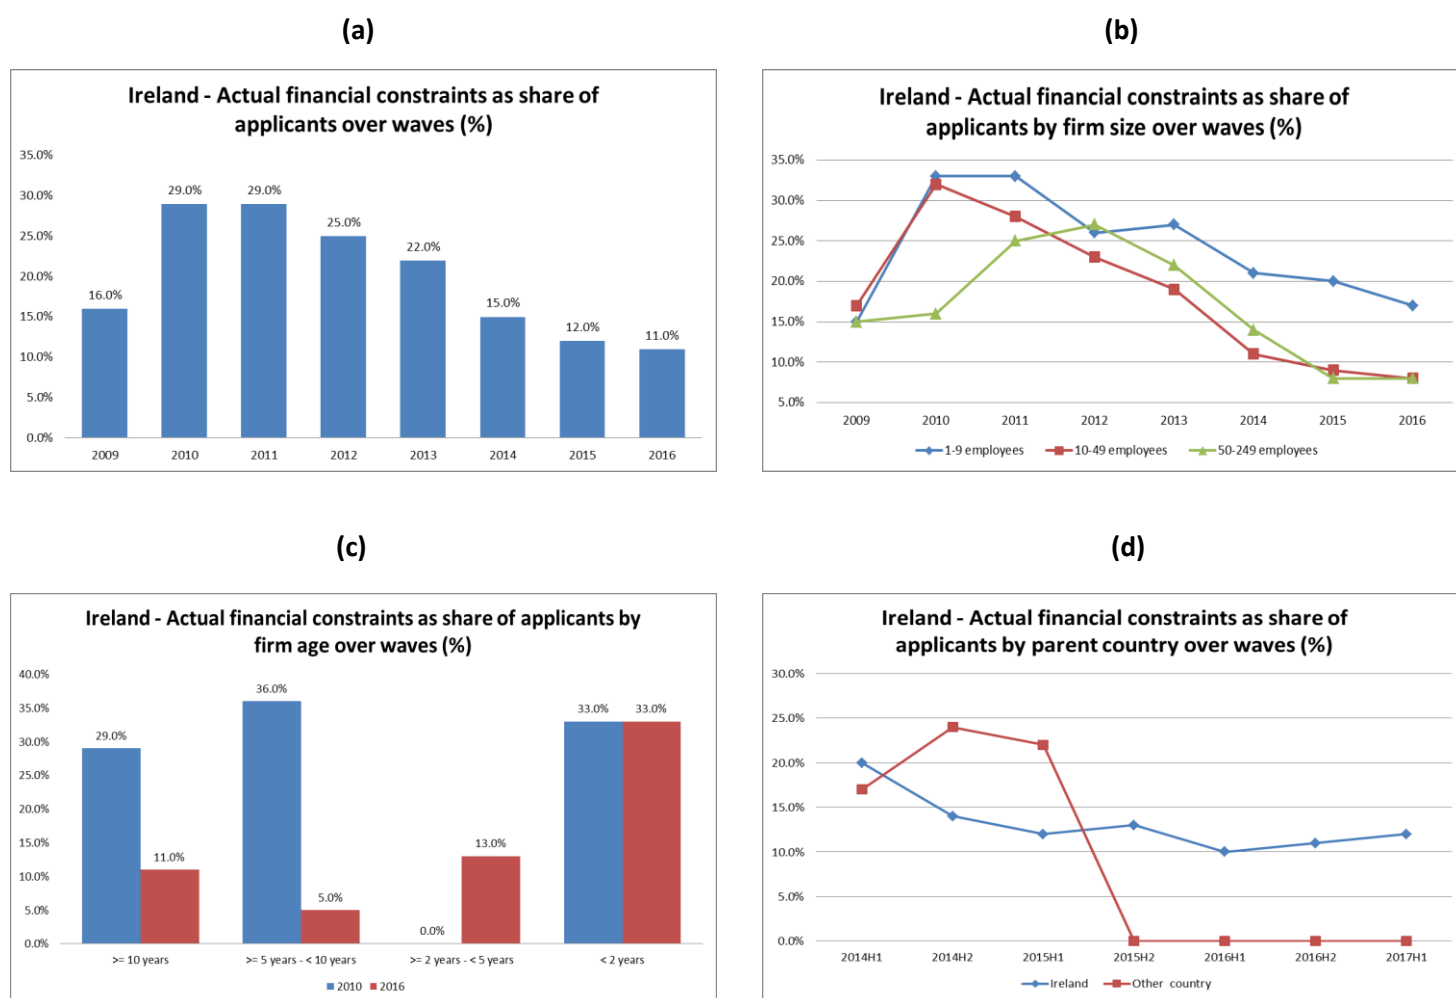 (a)
Ireland - Actual financial constraints as share of
applicants over waves (%)
35.0%
30.0%
25.0%
20.0%
15.0%
10.0%
5.0%
0.0%
16.0%
29.0%
29.0%
25.0%
22.0%
15.0%
12.0%
11.0%
2009 2010 2011 2012 2013 2014 2015 2016
(b)
Ireland - Actual financial constraints as share of
applicants by firm size over waves (%)
35.0%
30.0%
25.0%
20.0%
15.0%
10.0%
5.0%
2009 2010 2011 2012 2013 2014 2015 2016
1-9 employees 10-49 employees 50-249 employees
(c)
Ireland - Actual financial constraints as share of applicants by
firm age over waves (%)
40.0%
35.0%
30.0%
25.0%
20.0%
15.0%
10.0%
5.0%
0.0%
29.0%
11.0%
36.0%
5.0%
0.0%
13.0%
33.0%
33.0%
>= 10 years >= 5 years - < 10 years >= 2 years - < 5 years < 2 years
2010 2016
(d)
Ireland - Actual financial constraints as share of
applicants by parent country over waves (%)
30.0%
25.0%
20.0%
15.0%
10.0%
5.0%
0.0%
2014H1 2014H2 2015H1 2015H2 2016H1 2016H2 2017H1
Ireland Other country